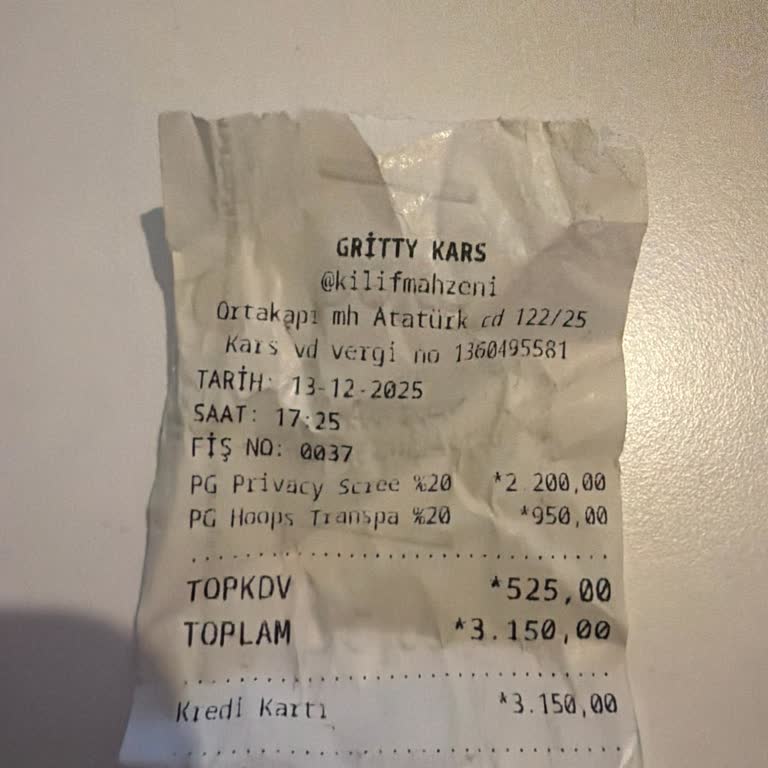 GRİTTY KARS
@kilifmahzeni
Ortakapı mh Atatürk cd 122/25
Kars vd vergi no 1360495581
TARİH: 13-12-2025
SAAT: 17:25
FİŞ NO: 0037
PG Privacy Scree %20 *2.200,00
PG Hoops Transpa %20 *950,00
TOPKDV *525,00
TOPLAM *3.150,00
Kredi Kartı *3.150,00